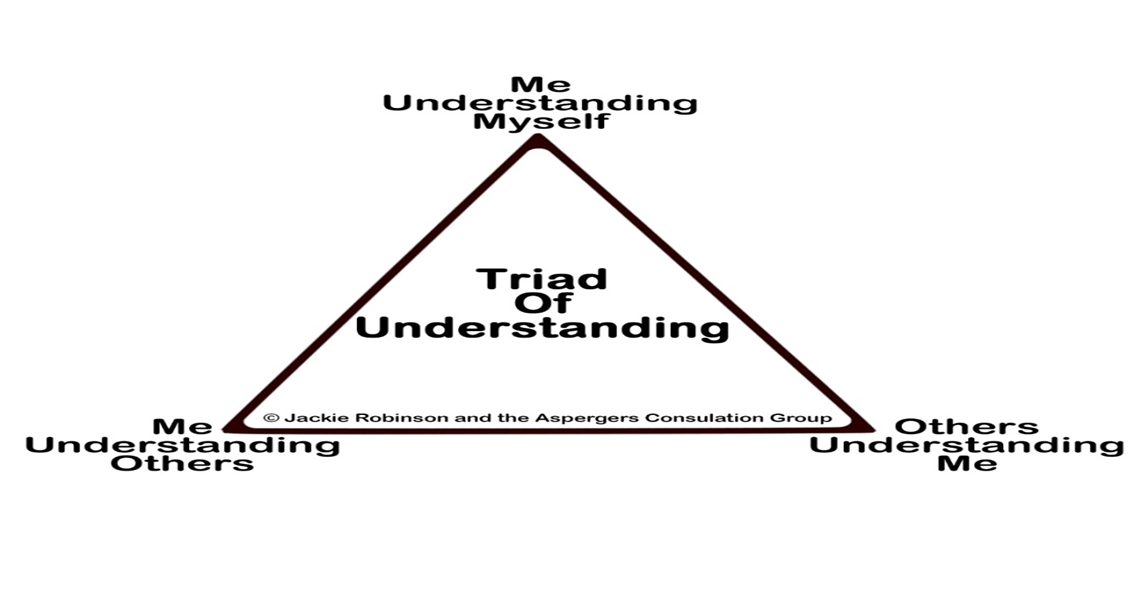 Me
Understanding
Myself
Triad
Of
Understanding
© Jackie Robinson and the Aspergers Consulation Group
Me
Understanding
Others
Others
Understanding
Me